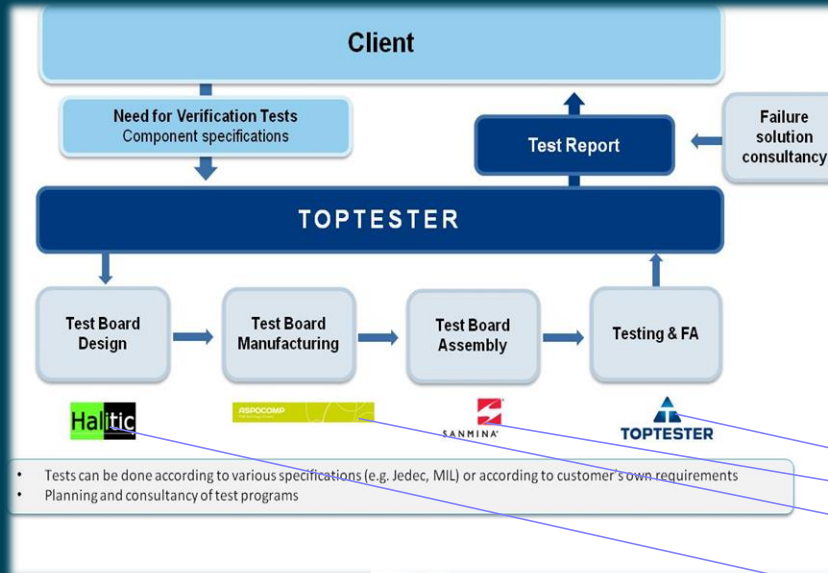 Client
Need for Verification Tests
Component specifications
Test Report
Failure
solution
consultancy
TOPTESTER
Test Board
Design
Test Board
Manufacturing
Test Board
Assembly
Testing & FA
Halitic
ASPOCOMP
SANMINA
TOPTESTER
• Tests can be done according to various specifications (e.g. Jedec, MIL) or according to customer's own requirements
• Planning and consultancy of test programs